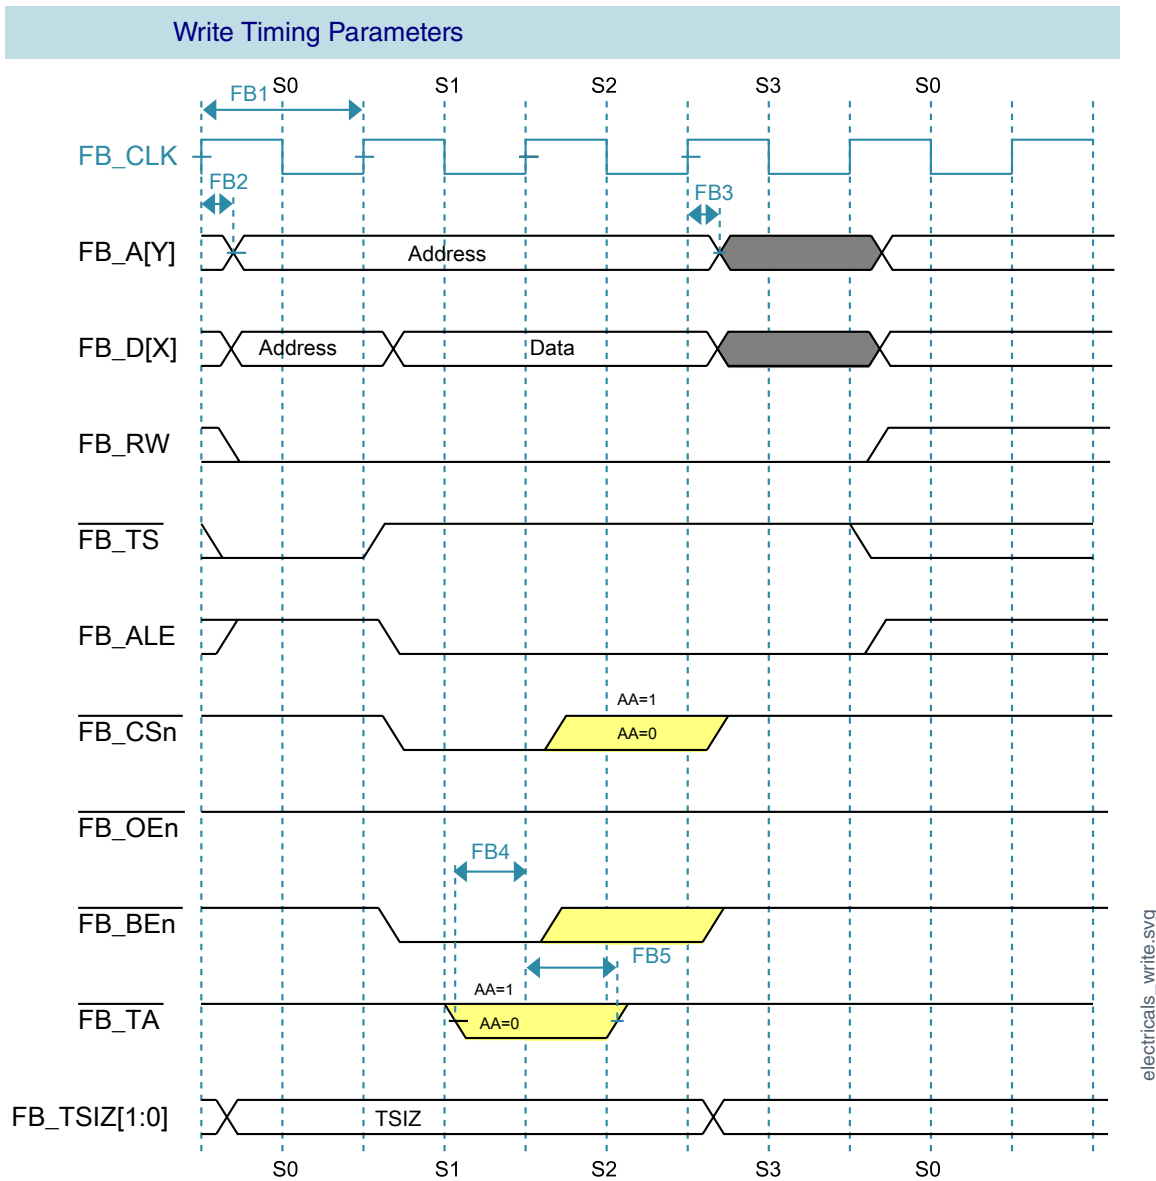 Write Timing Parameters
S0 S1 S2 S3 S0
FB1
FB_CLK
FB2 FB3
FB_A[Y] Address
FB_D[X] Address Data
FB_RW
FB_TS
FB_ALE
AA=1
FB_CSn AA=0
FB_OEn
FB4
FB_BEn
FB5
AA=1
FB_TA AA=0
FB_TSIZ[1:0] TSIZ
S0 S1 S2 S3 S0
electricals_write.svg